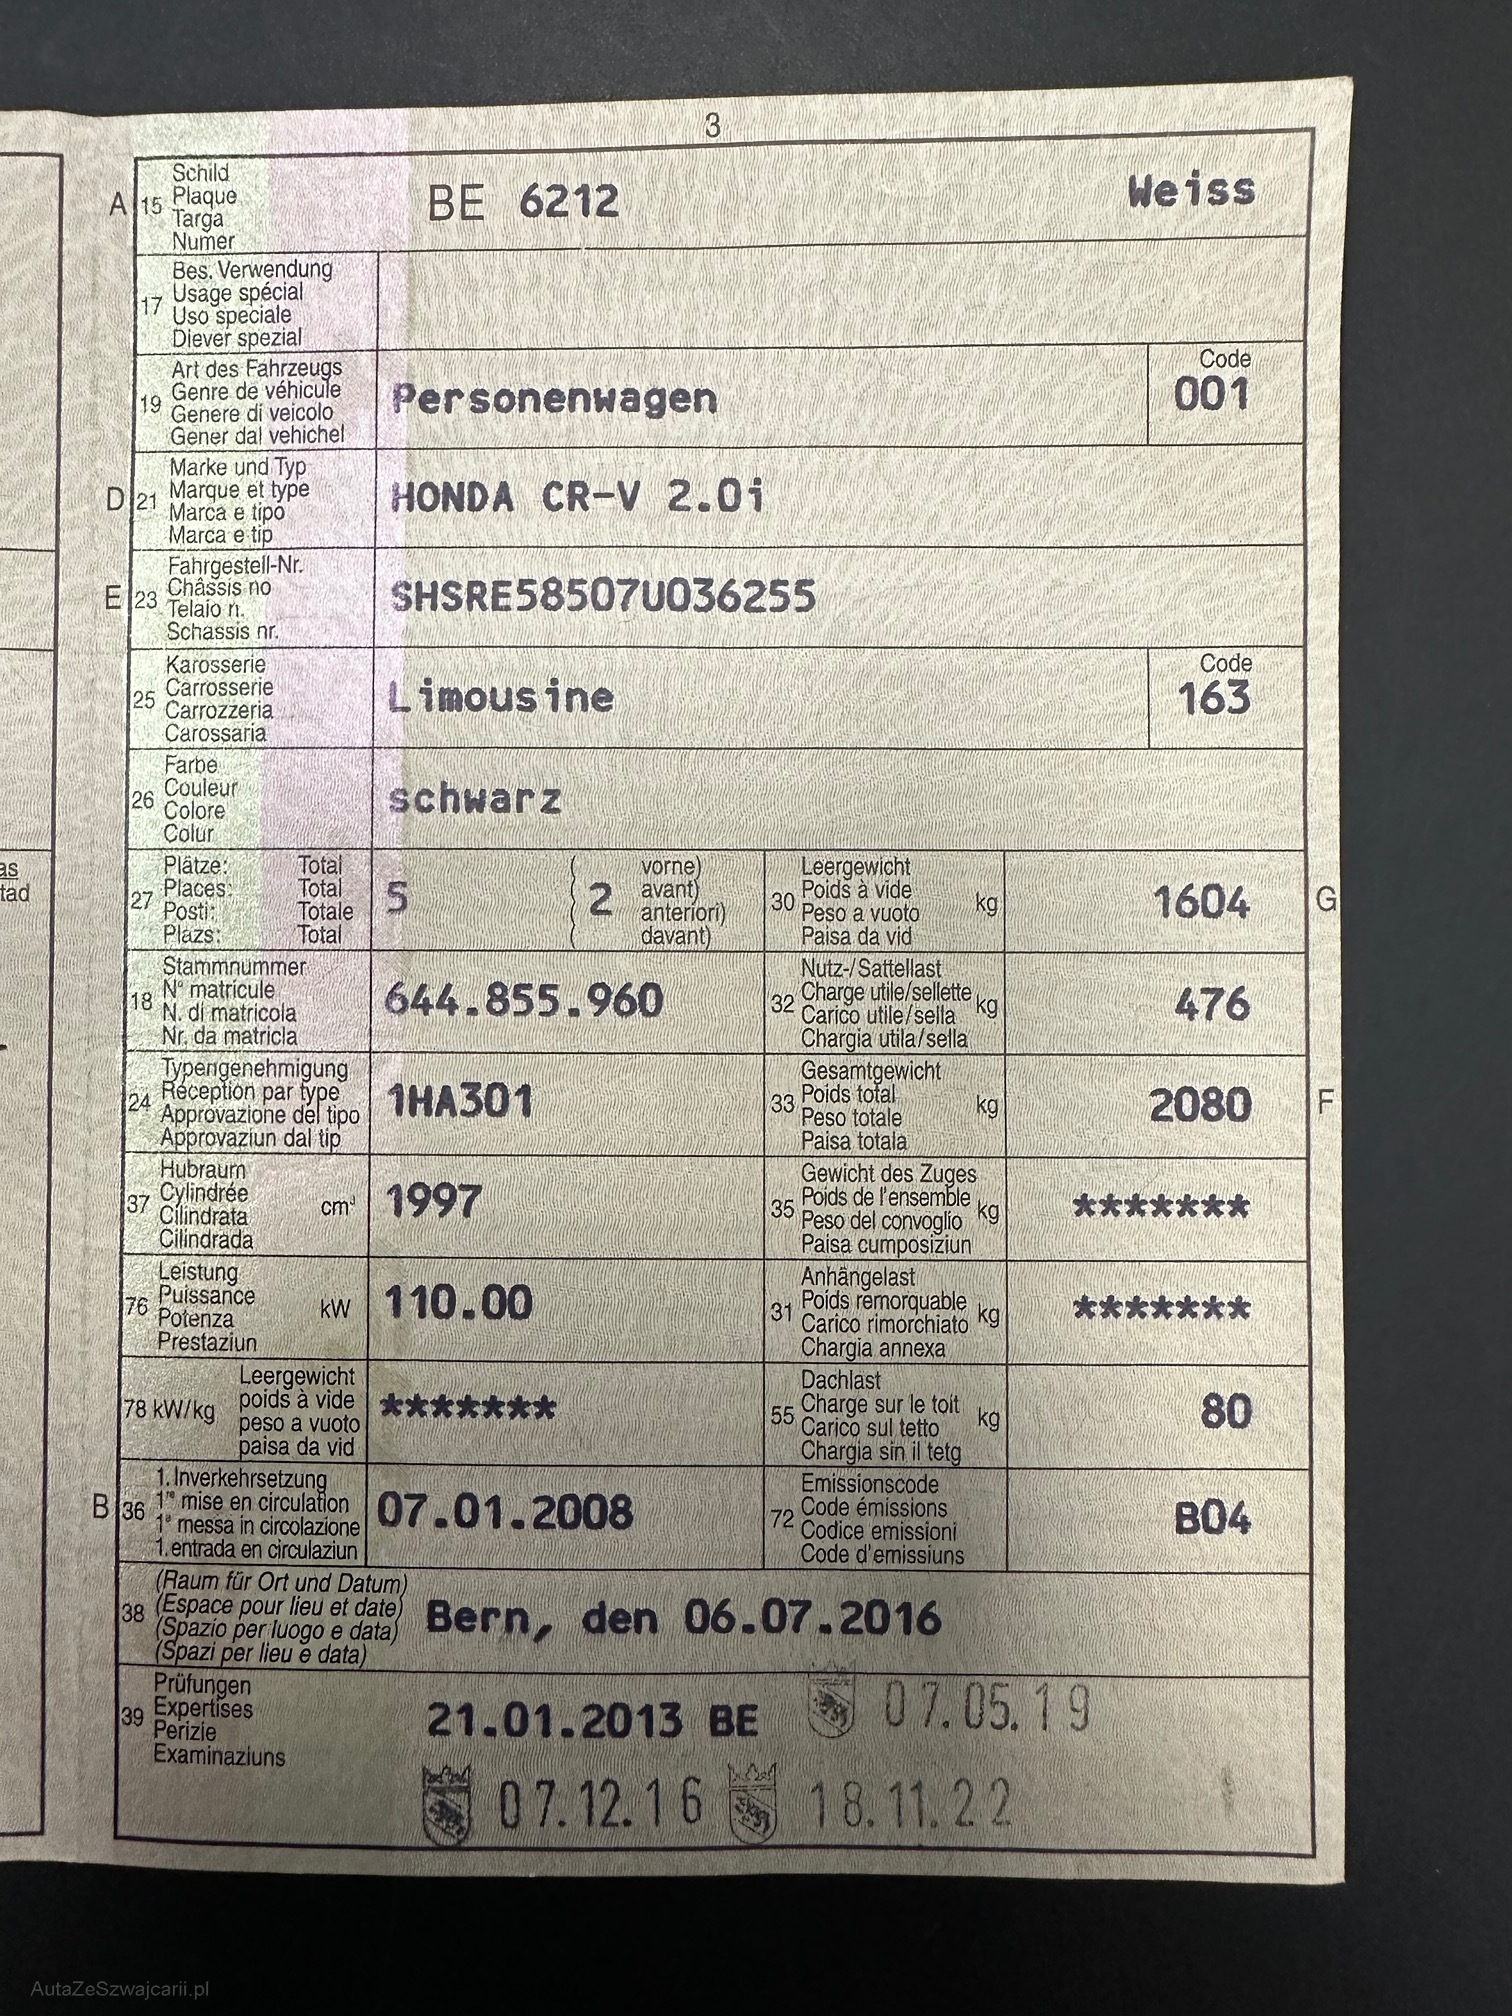 3
A 15 Schild
Plaque
Targa
Numer
BE 6212 Weiss
17 Bes. Verwendung
Usage spécial
Uso speciale
Diever spezial
19 Art des Fahrzeugs
Genre de véhicule
Genere di veicolo
Gener dal vehichel
Personenwagen
Code
001
D 21 Marke und Typ
Marque et type
Marca e tipo
Marca e tip
HONDA CR-V 2.0i
E 23 Fahrgestell-Nr.
Châssis no
Telaio n.
Schassis nr.
SHSRE58507U036255
25 Karosserie
Carrosserie
Carrozzeria
Carossaria
Limousine
Code
163
26 Farbe
Couleur
Colore
Colur
schwarz
as
tad
27 Plätze: Total
Places: Total
Posti: Totale
Plazs: Total
5
2
vorne)
avant)
anteriori)
davant)
30 Leergewicht
Poids à vide
Peso a vuoto
Paisa da vid
kg
1604
G
18 Stammnummer
N° matricule
N. di matricola
Nr. da matricla
644.855.960
32 Nutz-/Sattellast
Charge utile/sellette
Carico utile/sella
Chargia utila/sella
kg
476
24 Typengenehmigung
Réception par type
Approvazione del tipo
Approvaziun dal tip
1HA301
33 Gesamtgewicht
Poids total
Peso totale
Paisa totala
kg
2080
F
37 Hubraum
Cylindrée
Cilindrata
Cilindrada
cm³
1997
35 Gewicht des Zuges
Poids de l'ensemble
Peso del convoglio
Paisa cumposiziun
kg
*******
76 Leistung
Puissance
Potenza
Prestaziun
kW
110.00
31 Anhängelast
Poids remorquable
Carico rimorchiato
Chargia annexa
kg
*******
78 kW/kg
Leergewicht
poids à vide
peso a vuoto
paisa da vid
*******
55 Dachlast
Charge sur le toit
Carico sul tetto
Chargia sin il tetg
kg
80
B 36 1. Inverkehrsetzung
1re mise en circulation
1a messa in circolazione
1. entrada en circulaziun
07.01.2008
72 Emissionscode
Code émissions
Codice emissioni
Code d'emissiuns
B04
38 (Raum für Ort und Datum)
(Espace pour lieu et date)
(Spazio per luogo e data)
(Spazi per lieu e data)
Bern, den 06.07.2016
39 Prüfungen
Expertises
Perizie
Examinaziuns
21.01.2013 BE 07.05.19
07.12.16 18.11.22
AutaZeSzwajcarii.pl